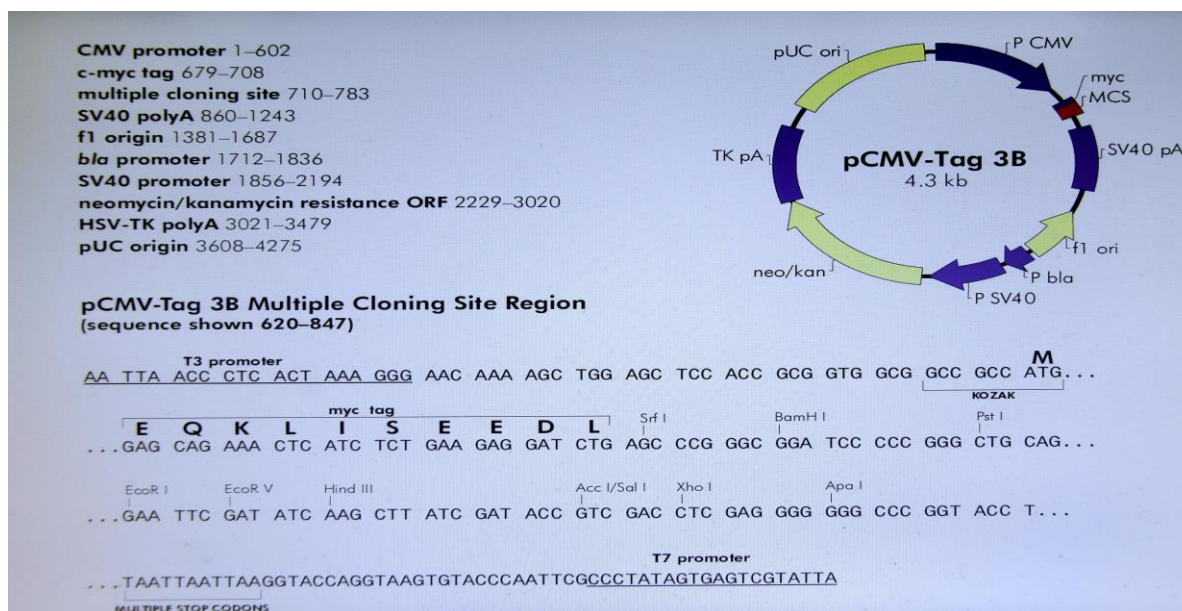 CMV promoter 1–602
c-myc tag 679–708
multiple cloning site 710–783
SV40 polyA 860–1243
f1 origin 1381–1687
bla promoter 1712–1836
SV40 promoter 1856–2194
neomycin/kanamycin resistance ORF 2229–3020
HSV-TK polyA 3021–3479
pUC origin 3608–4275
pUC ori
P CMV
myc
MCS
TK pA
SV40 pA
pCMV-Tag 3B
4.3 kb
f1 ori
neo/kan
P bla
P SV40
pCMV-Tag 3B Multiple Cloning Site Region
(sequence shown 620–847)
T3 promoter
M
AA TTA ACC CTC ACT AAA GGG AAC AAA AGC TGG AGC TCC ACC GCG GTG GCG GCC GCC ATG...
KOZAK
myc tag
Srf I BamH I Pst I
E Q K L I S E E D L
...GAG CAG AAA CTC ATC TCT GAA GAG GAT CTG AGC CCG GGC GGA TCC CCC GGG CTG CAG...
EcoR I EcoR V Hind III Acc I/Sal I Xho I Apa I
...GAA TTC GAT ATC AAG CTT ATC GAT ACC GTC GAC CTC GAG GGG GGG CCC GGT ACC T...
T7 promoter
...TAATTAATTAAGGTACCAGGTAAGTGTACCCAATTCGCCCTATAGTGAGTCGTATTA
MULTIPLE STOP CODONS